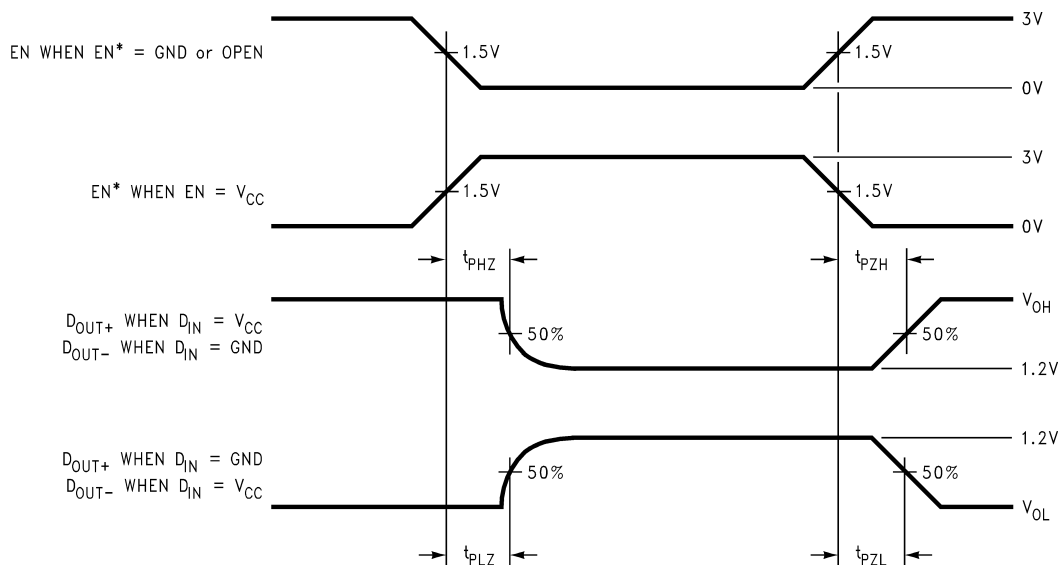 3V
EN WHEN EN* = GND or OPEN
1.5V
1.5V
0V
3V
EN* WHEN EN = VCC
1.5V
1.5V
0V
tPHZ
tPZH
VOH
DOUT+ WHEN DIN = VCC
DOUT− WHEN DIN = GND
50%
50%
1.2V
1.2V
DOUT+ WHEN DIN = GND
DOUT− WHEN DIN = VCC
50%
50%
VOL
tPLZ
tPZL